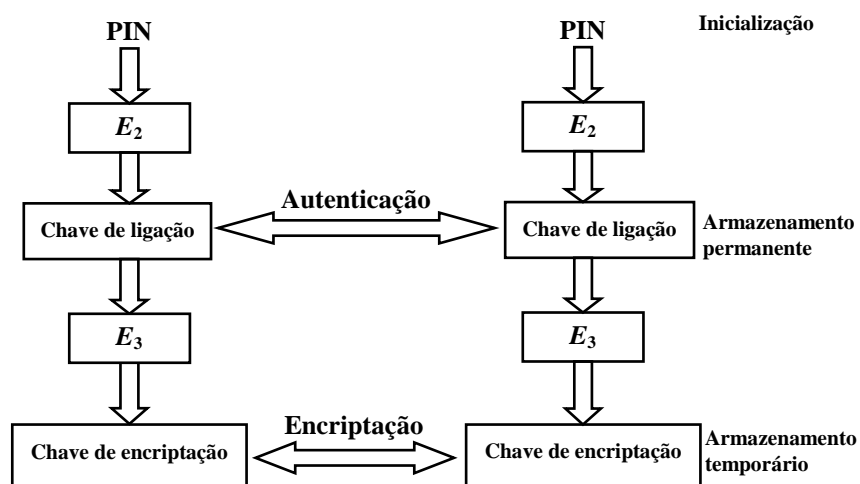 PIN
PIN
Inicialização
E2
E2
Autenticação
Chave de ligação
Chave de ligação
Armazenamento
permanente
E3
E3
Encriptação
Chave de encriptação
Chave de encriptação
Armazenamento
temporário